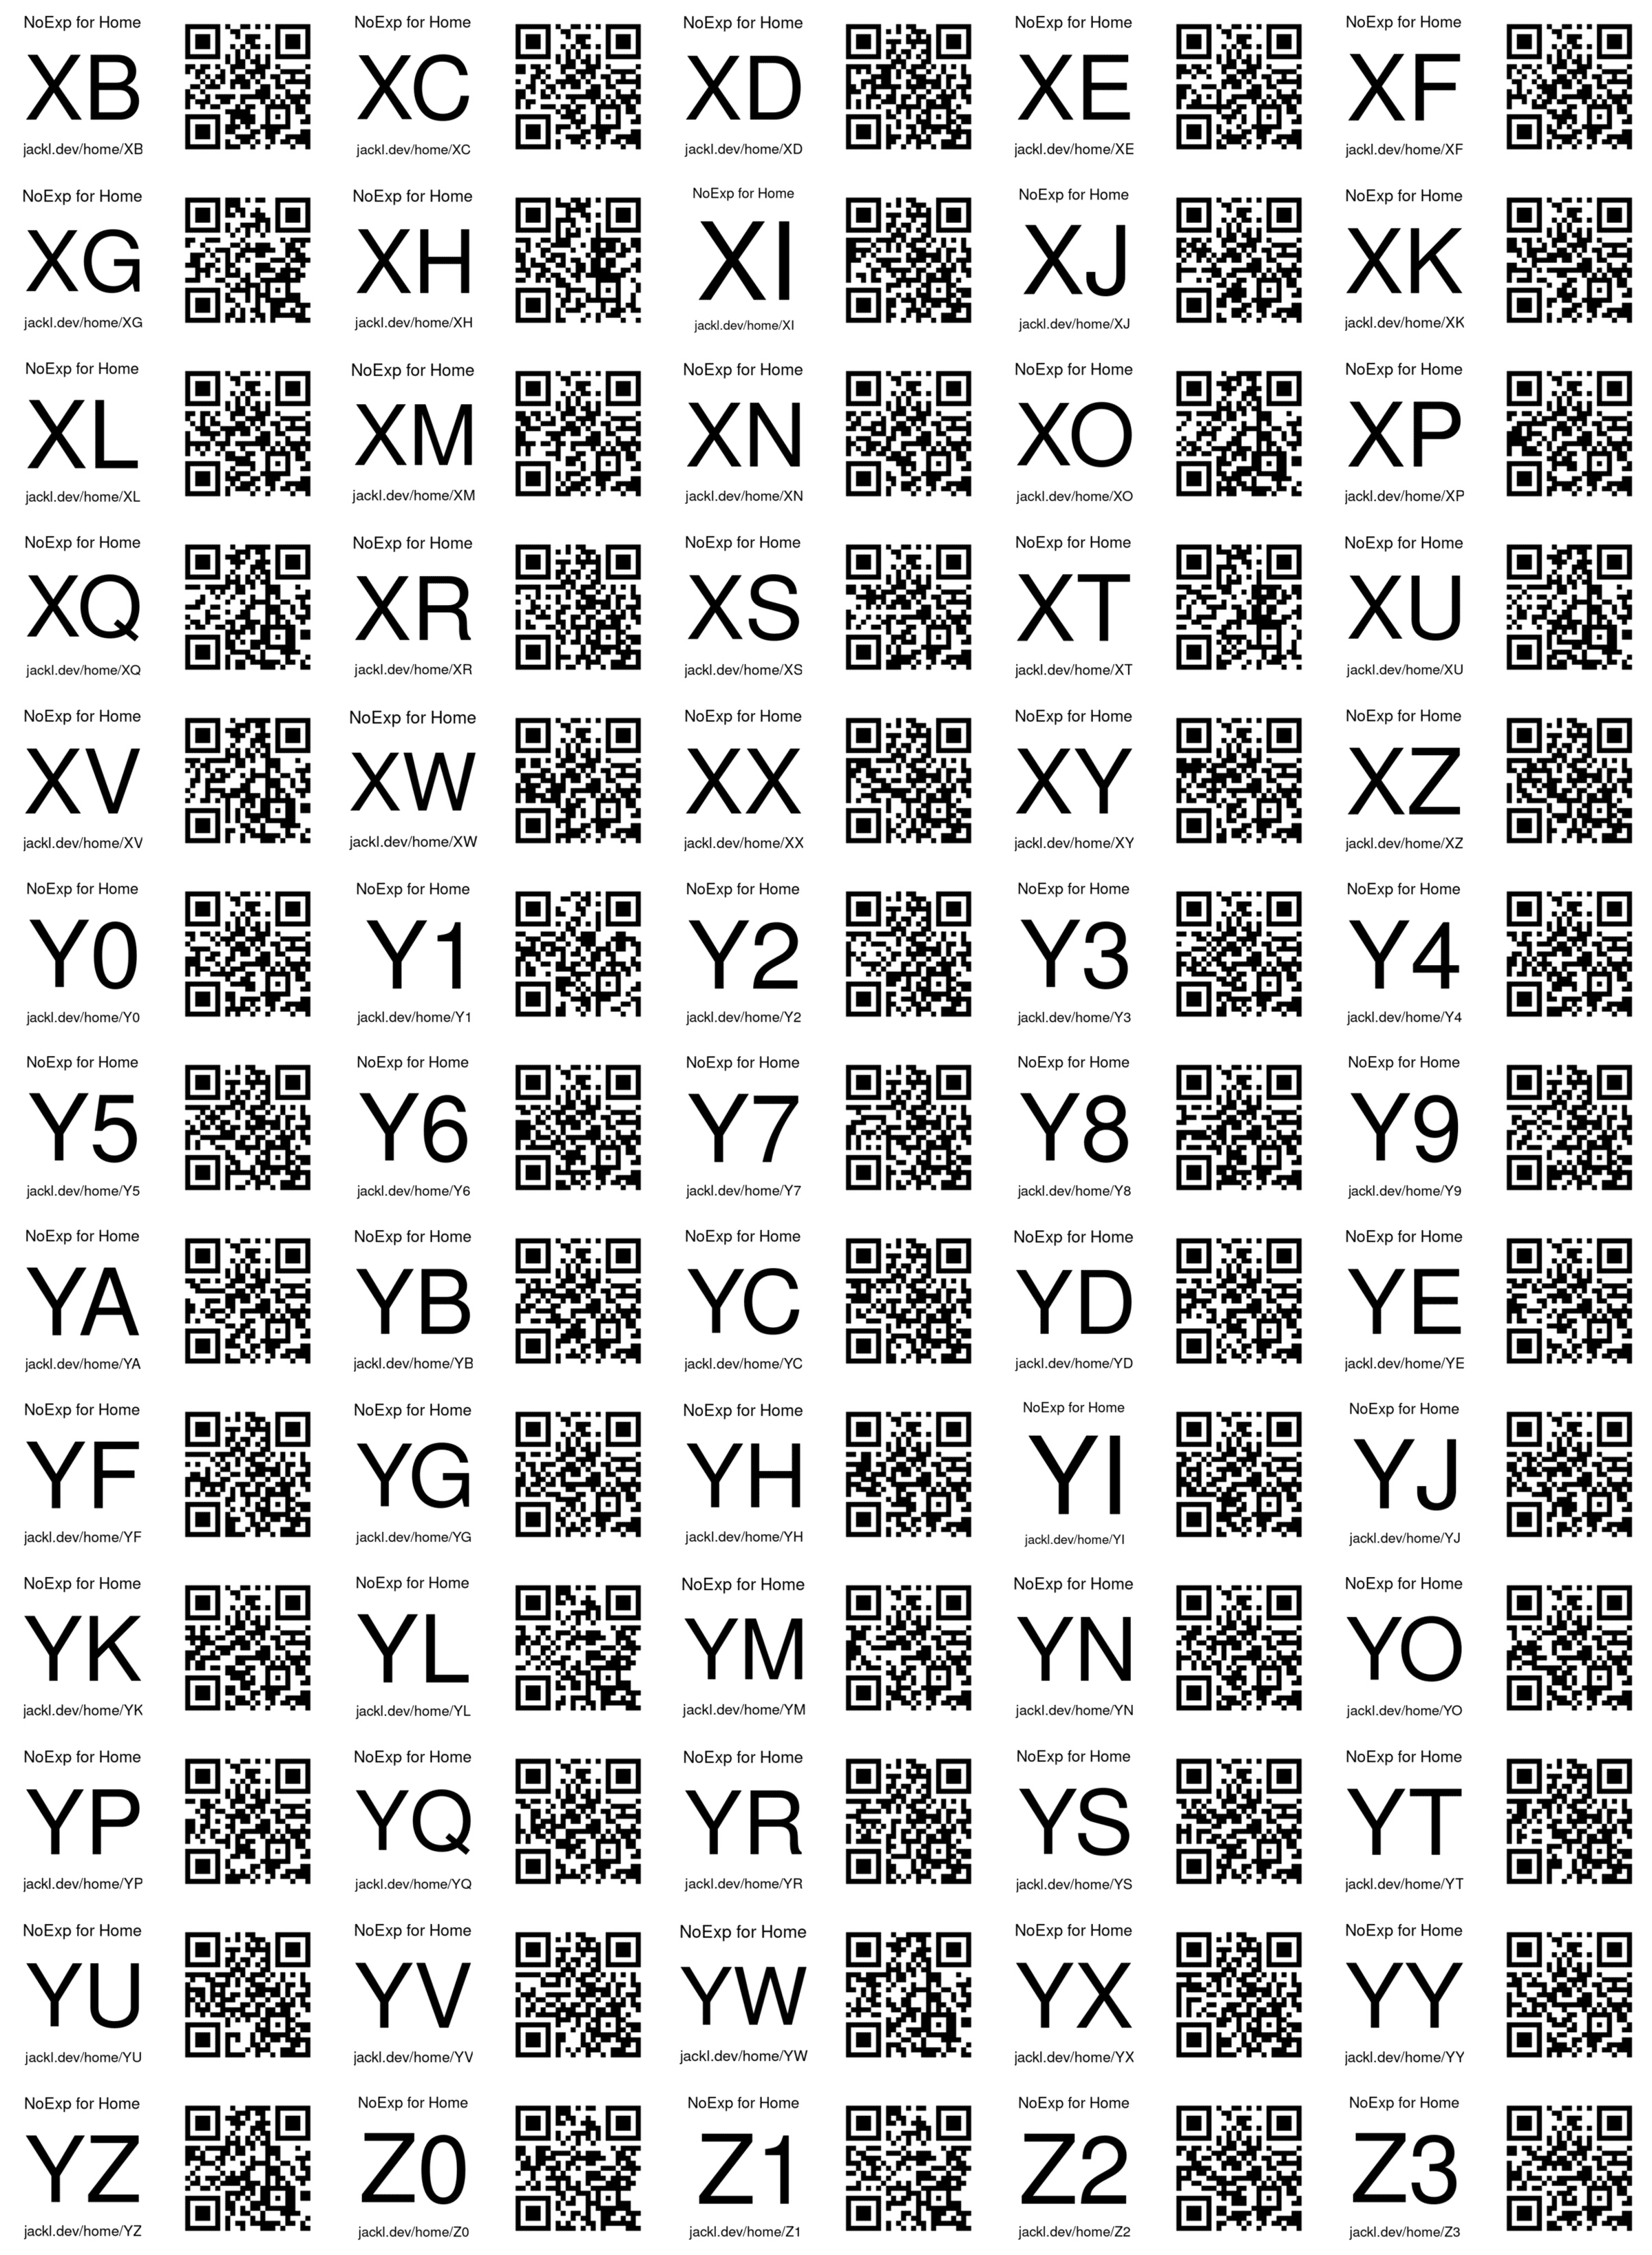 NoExp for Home
XB
jackl.dev/home/XB
NoExp for Home
XC
jackl.dev/home/XC
NoExp for Home
XD
jackl.dev/home/XD
NoExp for Home
XE
jackl.dev/home/XE
NoExp for Home
XF
jackl.dev/home/XF
NoExp for Home
XG
jackl.dev/home/XG
NoExp for Home
XH
jackl.dev/home/XH
NoExp for Home
XI
jackl.dev/home/XI
NoExp for Home
XJ
jackl.dev/home/XJ
NoExp for Home
XK
jackl.dev/home/XK
NoExp for Home
XL
jackl.dev/home/XL
NoExp for Home
XM
jackl.dev/home/XM
NoExp for Home
XN
jackl.dev/home/XN
NoExp for Home
XO
jackl.dev/home/XO
NoExp for Home
XP
jackl.dev/home/XP
NoExp for Home
XQ
jackl.dev/home/XQ
NoExp for Home
XR
jackl.dev/home/XR
NoExp for Home
XS
jackl.dev/home/XS
NoExp for Home
XT
jackl.dev/home/XT
NoExp for Home
XU
jackl.dev/home/XU
NoExp for Home
XV
jackl.dev/home/XV
NoExp for Home
XW
jackl.dev/home/XW
NoExp for Home
XX
jackl.dev/home/XX
NoExp for Home
XY
jackl.dev/home/XY
NoExp for Home
XZ
jackl.dev/home/XZ
NoExp for Home
Y0
jackl.dev/home/Y0
NoExp for Home
Y1
jackl.dev/home/Y1
NoExp for Home
Y2
jackl.dev/home/Y2
NoExp for Home
Y3
jackl.dev/home/Y3
NoExp for Home
Y4
jackl.dev/home/Y4
NoExp for Home
Y5
jackl.dev/home/Y5
NoExp for Home
Y6
jackl.dev/home/Y6
NoExp for Home
Y7
jackl.dev/home/Y7
NoExp for Home
Y8
jackl.dev/home/Y8
NoExp for Home
Y9
jackl.dev/home/Y9
NoExp for Home
YA
jackl.dev/home/YA
NoExp for Home
YB
jackl.dev/home/YB
NoExp for Home
YC
jackl.dev/home/YC
NoExp for Home
YD
jackl.dev/home/YD
NoExp for Home
YE
jackl.dev/home/YE
NoExp for Home
YF
jackl.dev/home/YF
NoExp for Home
YG
jackl.dev/home/YG
NoExp for Home
YH
jackl.dev/home/YH
NoExp for Home
YI
jackl.dev/home/YI
NoExp for Home
YJ
jackl.dev/home/YJ
NoExp for Home
YK
jackl.dev/home/YK
NoExp for Home
YL
jackl.dev/home/YL
NoExp for Home
YM
jackl.dev/home/YM
NoExp for Home
YN
jackl.dev/home/YN
NoExp for Home
YO
jackl.dev/home/YO
NoExp for Home
YP
jackl.dev/home/YP
NoExp for Home
YQ
jackl.dev/home/YQ
NoExp for Home
YR
jackl.dev/home/YR
NoExp for Home
YS
jackl.dev/home/YS
NoExp for Home
YT
jackl.dev/home/YT
NoExp for Home
YU
jackl.dev/home/YU
NoExp for Home
YV
jackl.dev/home/YV
NoExp for Home
YW
jackl.dev/home/YW
NoExp for Home
YX
jackl.dev/home/YX
NoExp for Home
YY
jackl.dev/home/YY
NoExp for Home
YZ
jackl.dev/home/YZ
NoExp for Home
Z0
jackl.dev/home/Z0
NoExp for Home
Z1
jackl.dev/home/Z1
NoExp for Home
Z2
jackl.dev/home/Z2
NoExp for Home
Z3
jackl.dev/home/Z3